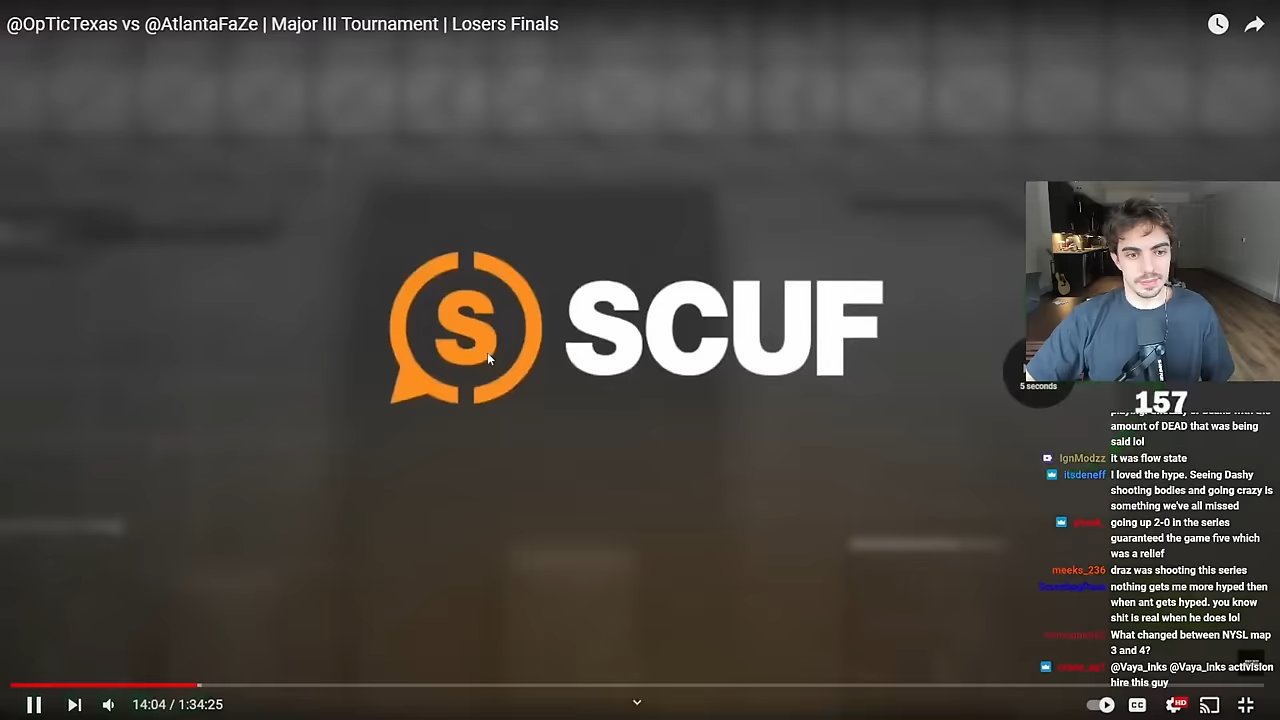 @OpTicTexas vs @AtlantaFaZe | Major III Tournament | Losers Finals
S SCUF
5 seconds
157
amount of DEAD that was being
said lol
IgnModzz it was flow state
itsdeneff I loved the hype. Seeing Dashy
shooting bodies and going crazy is
something we've all missed
going up 2-0 in the series
guaranteed the game five which
was a relief
meeks_236 draz was shooting this series
nothing gets me more hyped then
when ant gets hyped. you know
shit is real when he does lol
What changed between NYSL map
3 and 4?
@Vaya_Inks @Vaya_Inks activision
hire this guy
14:04 / 1:34:25
CC
HD